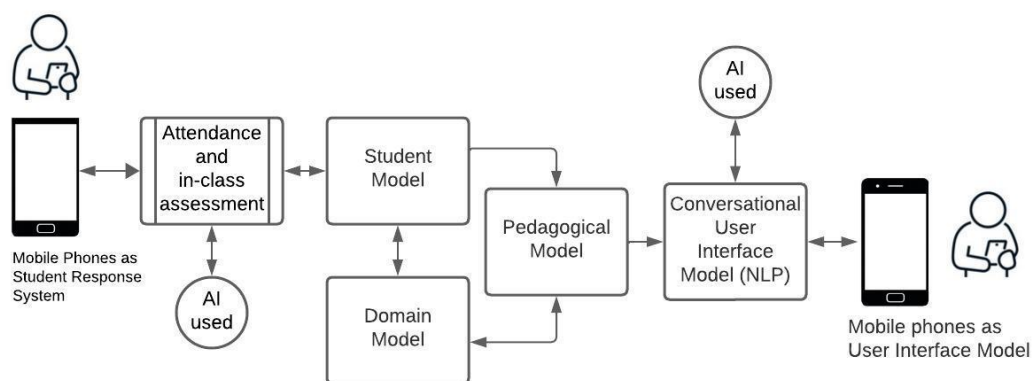 Mobile Phones as
Student Response
System
Attendance
and
in-class
assessment
AI
used
Student
Model
Domain
Model
Pedagogical
Model
AI
used
Conversational
User
Interface
Model (NLP)
Mobile phones as
User Interface Model